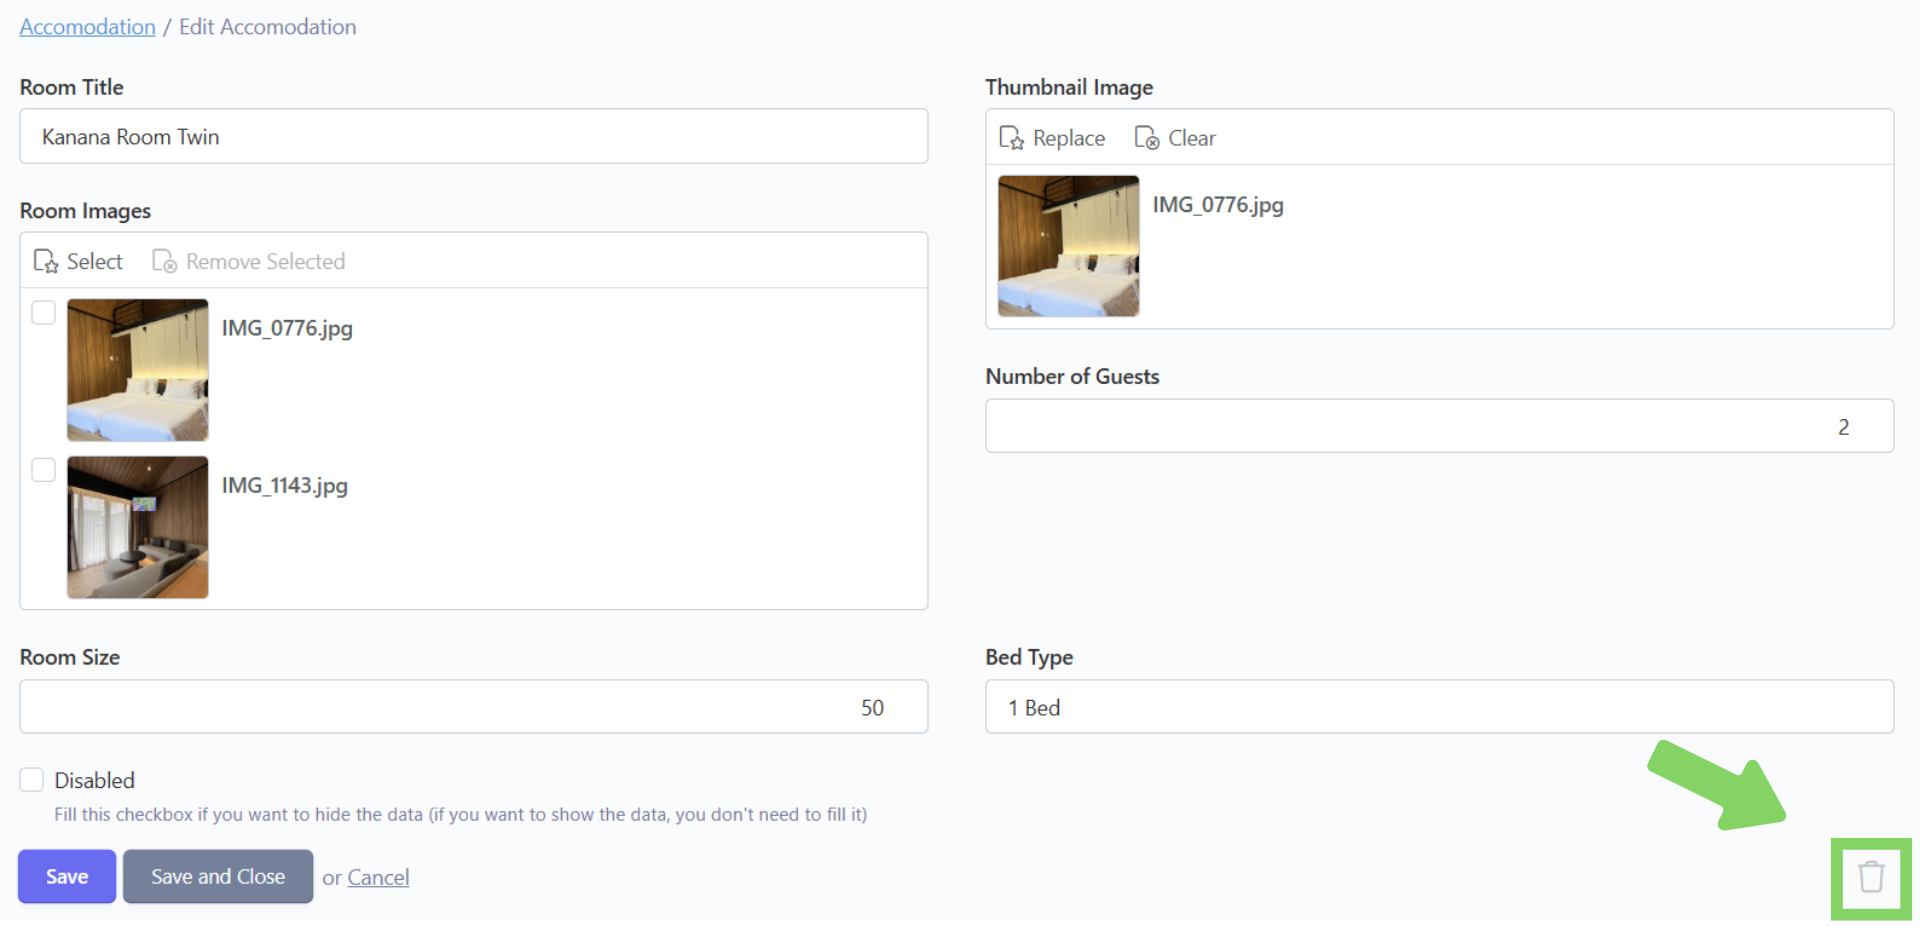 Accomodation / Edit Accomodation
Room Title
Kanana Room Twin
Room Images
Select Remove Selected
IMG_0776.jpg
IMG_1143.jpg
Thumbnail Image
Replace Clear
IMG_0776.jpg
Number of Guests
2
Room Size
50
Bed Type
1 Bed
Disabled
Fill this checkbox if you want to hide the data (if you want to show the data, you don't need to fill it)
Save Save and Close or Cancel